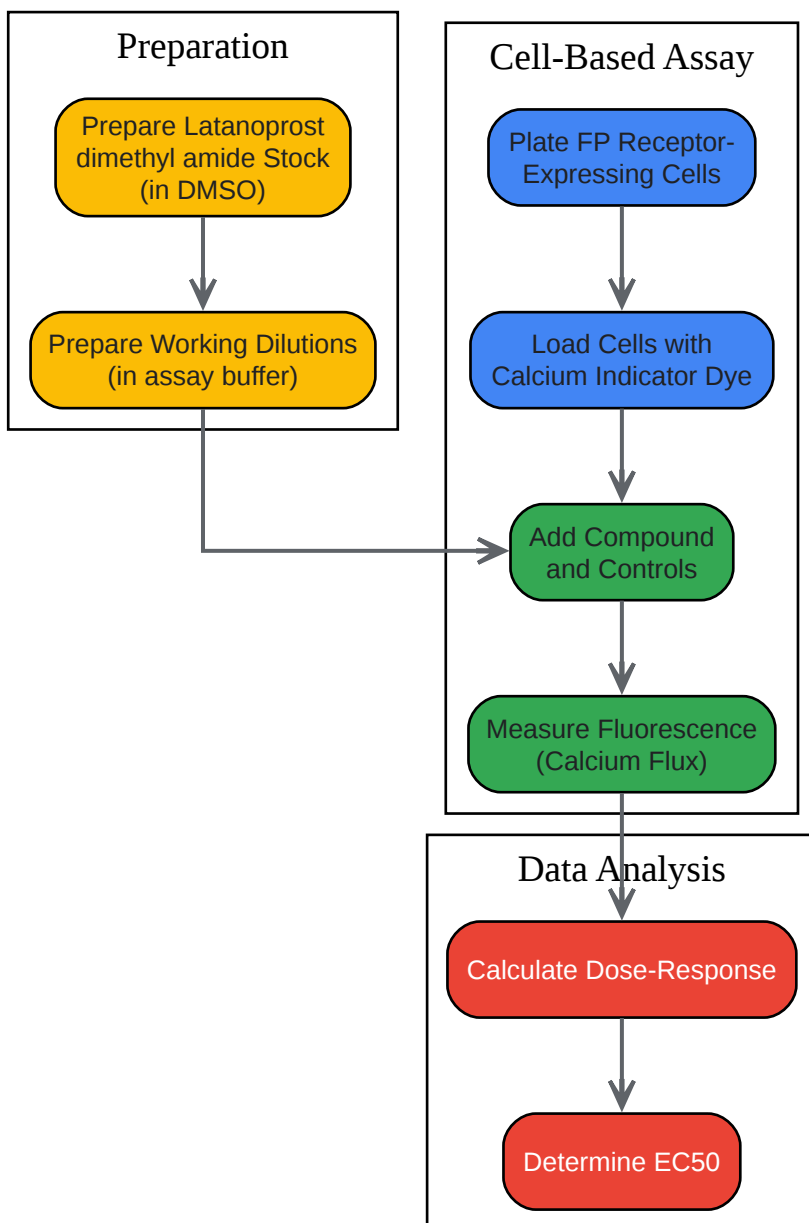 Preparation
Prepare Latanoprost
dimethyl amide Stock
(in DMSO)
Prepare Working Dilutions
(in assay buffer)
Cell-Based Assay
Plate FP Receptor-
Expressing Cells
Load Cells with
Calcium Indicator Dye
Add Compound
and Controls
Measure Fluorescence
(Calcium Flux)
Data Analysis
Calculate Dose-Response
Determine EC50